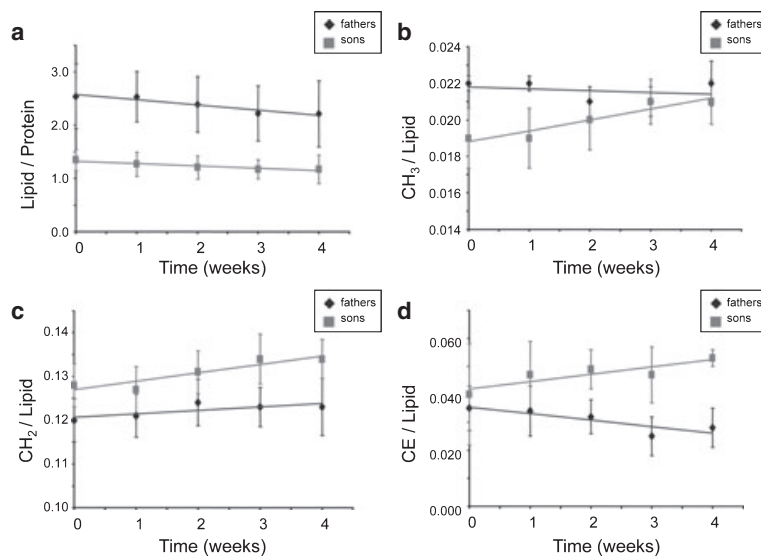 a
fathers
sons
3.0
2.0
1.0
0.0
Lipid / Protein
0 1 2 3 4
Time (weeks)
b
fathers
sons
0.024
0.022
0.020
0.018
0.016
0.014
CH₃ / Lipid
0 1 2 3 4
Time (weeks)
c
fathers
sons
0.14
0.13
0.12
0.12
0.10
CH₂ / Lipid
0 1 2 3 4
Time (weeks)
d
fathers
sons
0.060
0.040
0.020
0.000
CE / Lipid
0 1 2 3 4
Time (weeks)